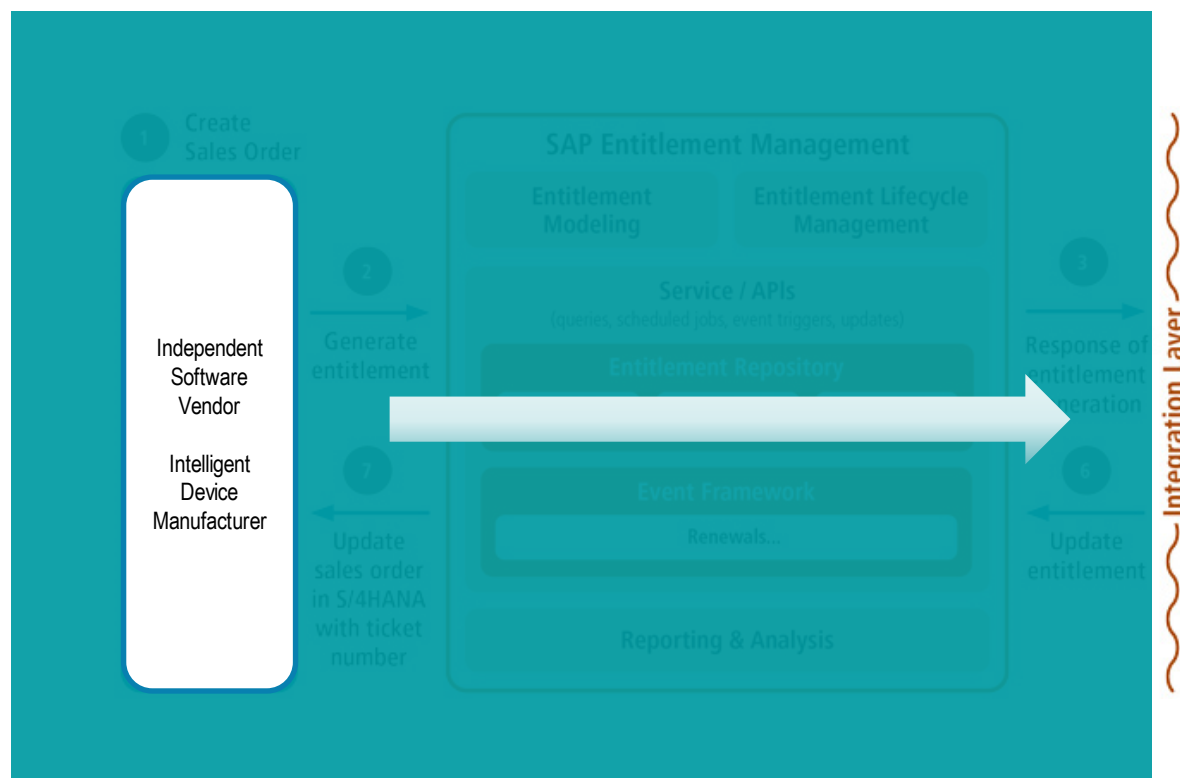 1
Create
Sales Order
Independent
Software
Vendor
Intelligent
Device
Manufacturer
2
Generate
entitlement
7
Update
sales order
in S/4HANA
with ticket
number
SAP Entitlement Management
Entitlement
Modeling
Entitlement Lifecycle
Management
Service / APIs
(queries, scheduled jobs, event triggers, updates)
Entitlement Repository
Event Framework
Renewals...
Reporting & Analysis
3
Response of
entitlement
6
Update
entitlement
Integration Layer